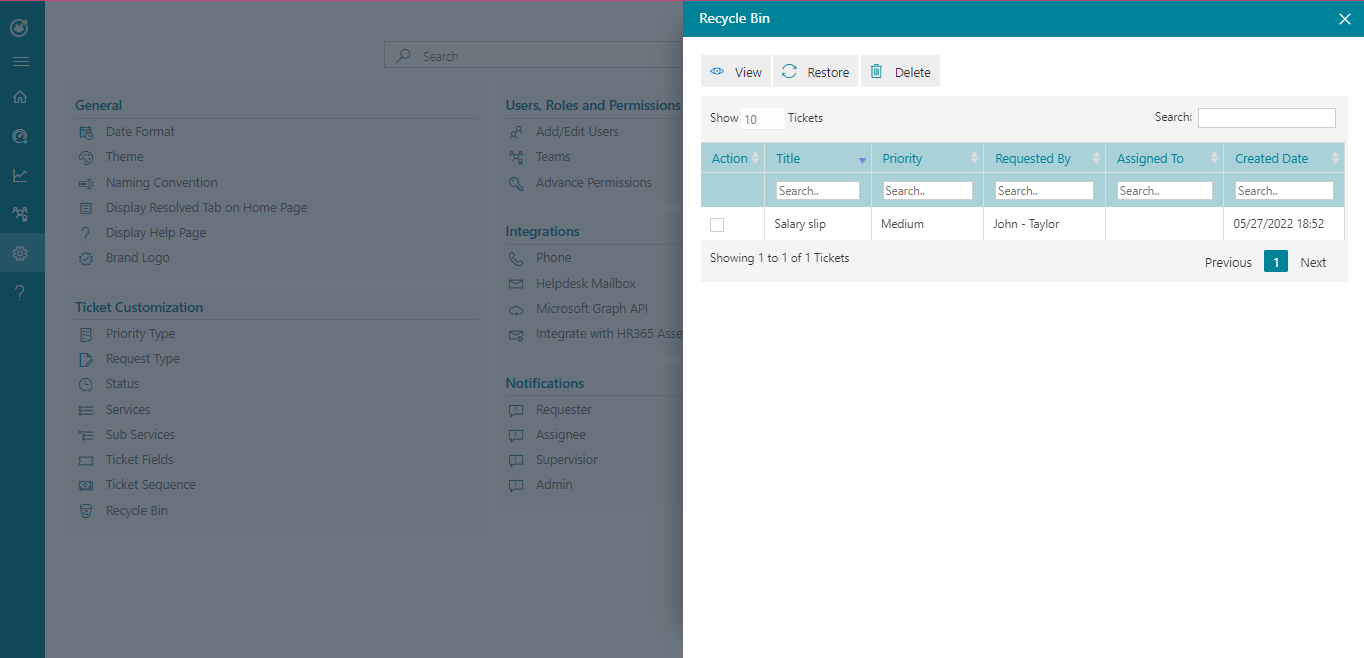 Search
General
Date Format
Theme
Naming Convention
Display Resolved Tab on Home Page
Display Help Page
Brand Logo
Ticket Customization
Priority Type
Request Type
Status
Services
Sub Services
Ticket Fields
Ticket Sequence
Recycle Bin
Users, Roles and Permissions
Add/Edit Users
Teams
Advance Permissions
Integrations
Phone
Helpdesk Mailbox
Microsoft Graph API
Integrate with HR365 Asse
Notifications
Requester
Assignee
Supervisior
Admin
Recycle Bin
View Restore Delete
Show 10 Tickets Search:
Action Title Priority Requested By Assigned To Created Date
Search.. Search.. Search.. Search.. Search..
Salary slip Medium John - Taylor 05/27/2022 18:52
Showing 1 to 1 of 1 Tickets
Previous 1 Next